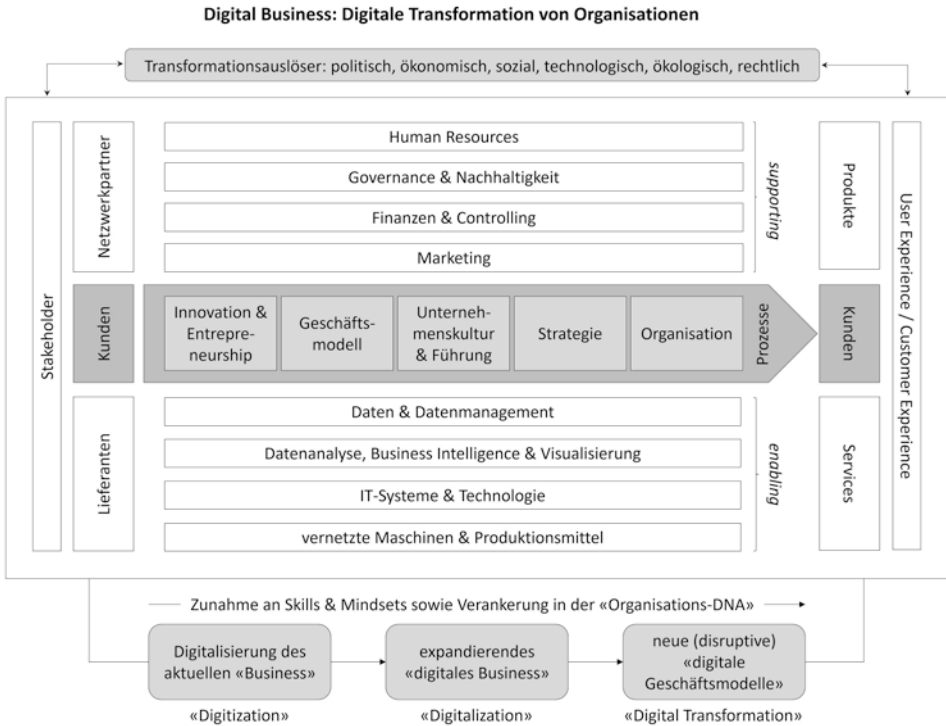 Digital Business: Digitale Transformation von Organisationen
Transformationsauslöser: politisch, ökonomisch, sozial, technologisch, ökologisch, rechtlich
Stakeholder
Netzwerkpartner
Kunden
Lieferanten
Human Resources
Governance & Nachhaltigkeit
Finanzen & Controlling
Marketing
supporting
Innovation &
Entrepre-
neurship
Geschäfts-
modell
Unterneh-
menskultur
& Führung
Strategie
Organisation
Prozesse
Daten & Datenmanagement
Datenanalyse, Business Intelligence & Visualisierung
IT-Systeme & Technologie
vernetzte Maschinen & Produktionsmittel
enabling
Produkte
Kunden
Services
User Experience / Customer Experience
Zunahme an Skills & Mindsets sowie Verankerung in der «Organisations-DNA»
Digitalisierung des
aktuellen «Business»
expandierendes
«digitales Business»
neue (disruptive)
«digitale
Geschäftsmodelle»
«Digitization»
«Digitalization»
«Digital Transformation»